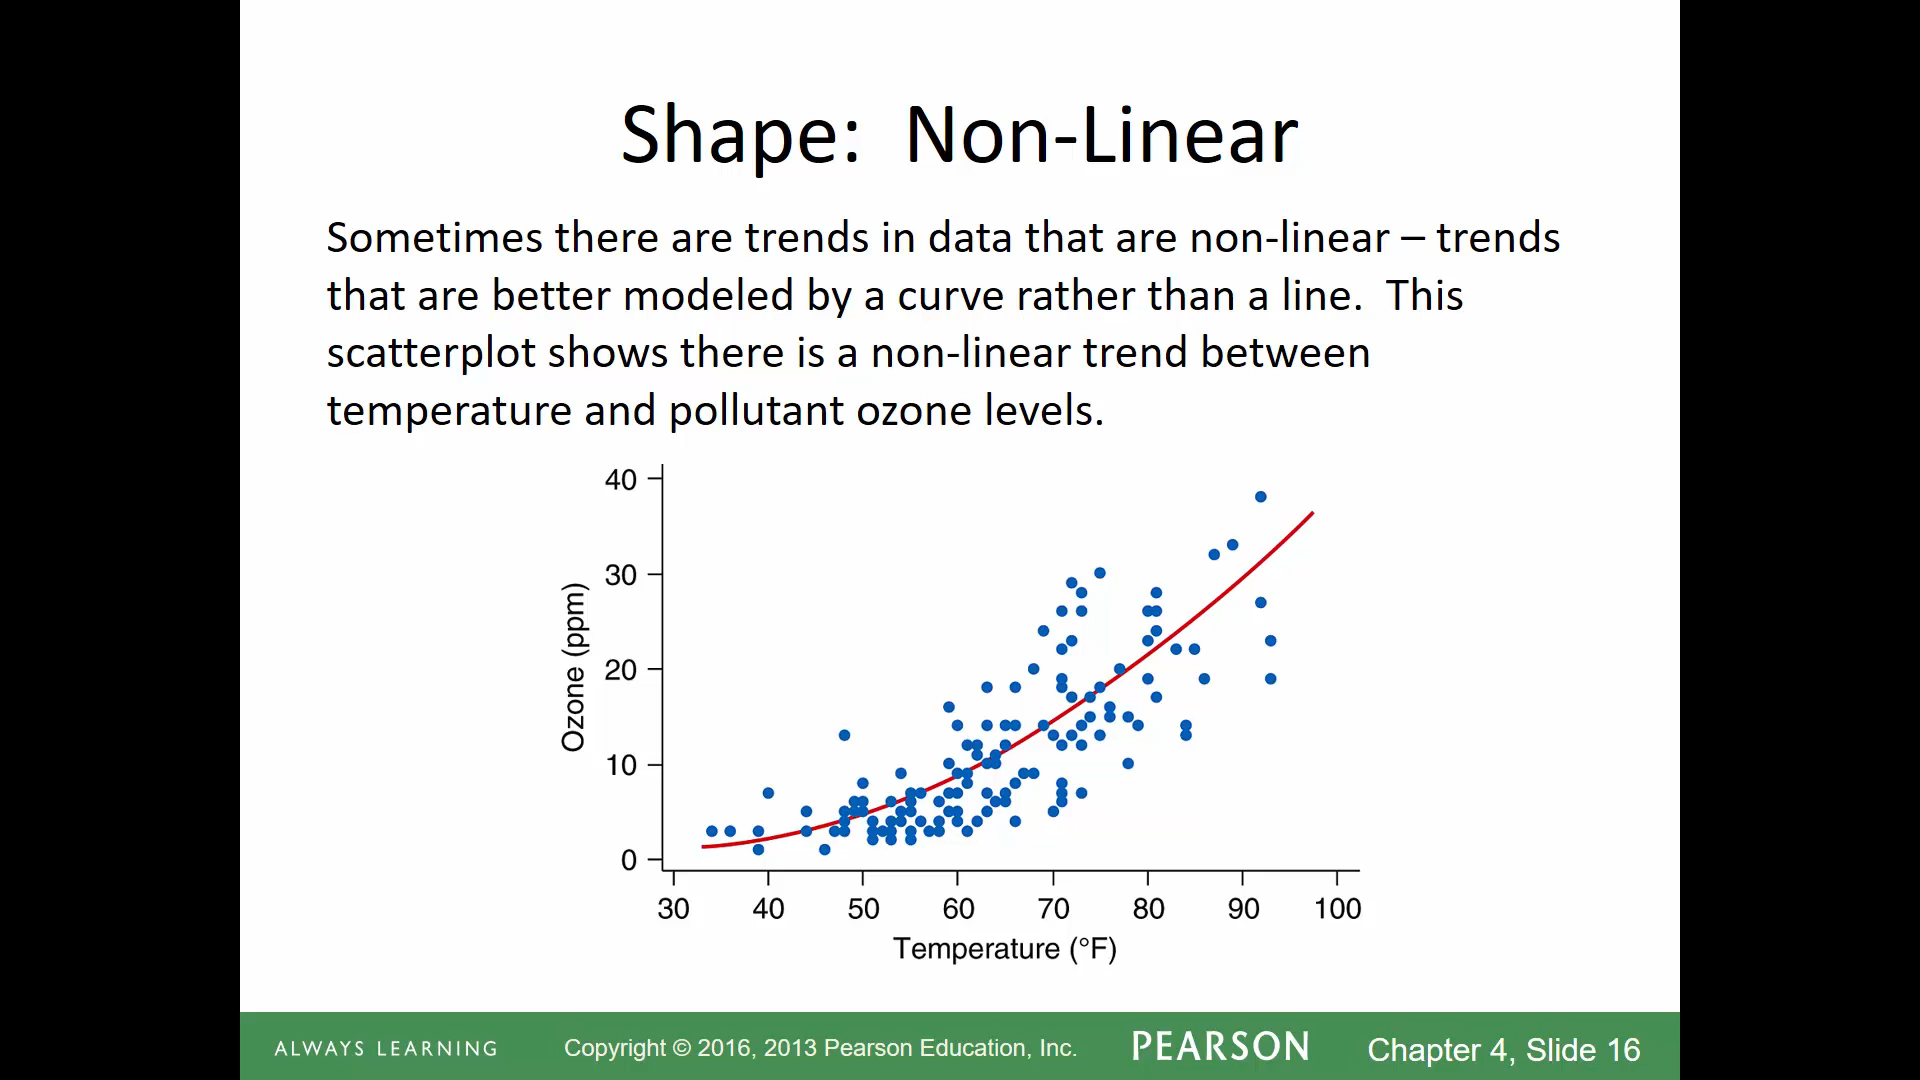 Shape: Non-Linear
Sometimes there are trends in data that are non-linear – trends
that are better modeled by a curve rather than a line. This
scatterplot shows there is a non-linear trend between
temperature and pollutant ozone levels.
40
30
20
10
0
Ozone (ppm)
30 40 50 60 70 80 90 100
Temperature (°F)
ALWAYS LEARNING Copyright © 2016, 2013 Pearson Education, Inc. PEARSON Chapter 4, Slide 16